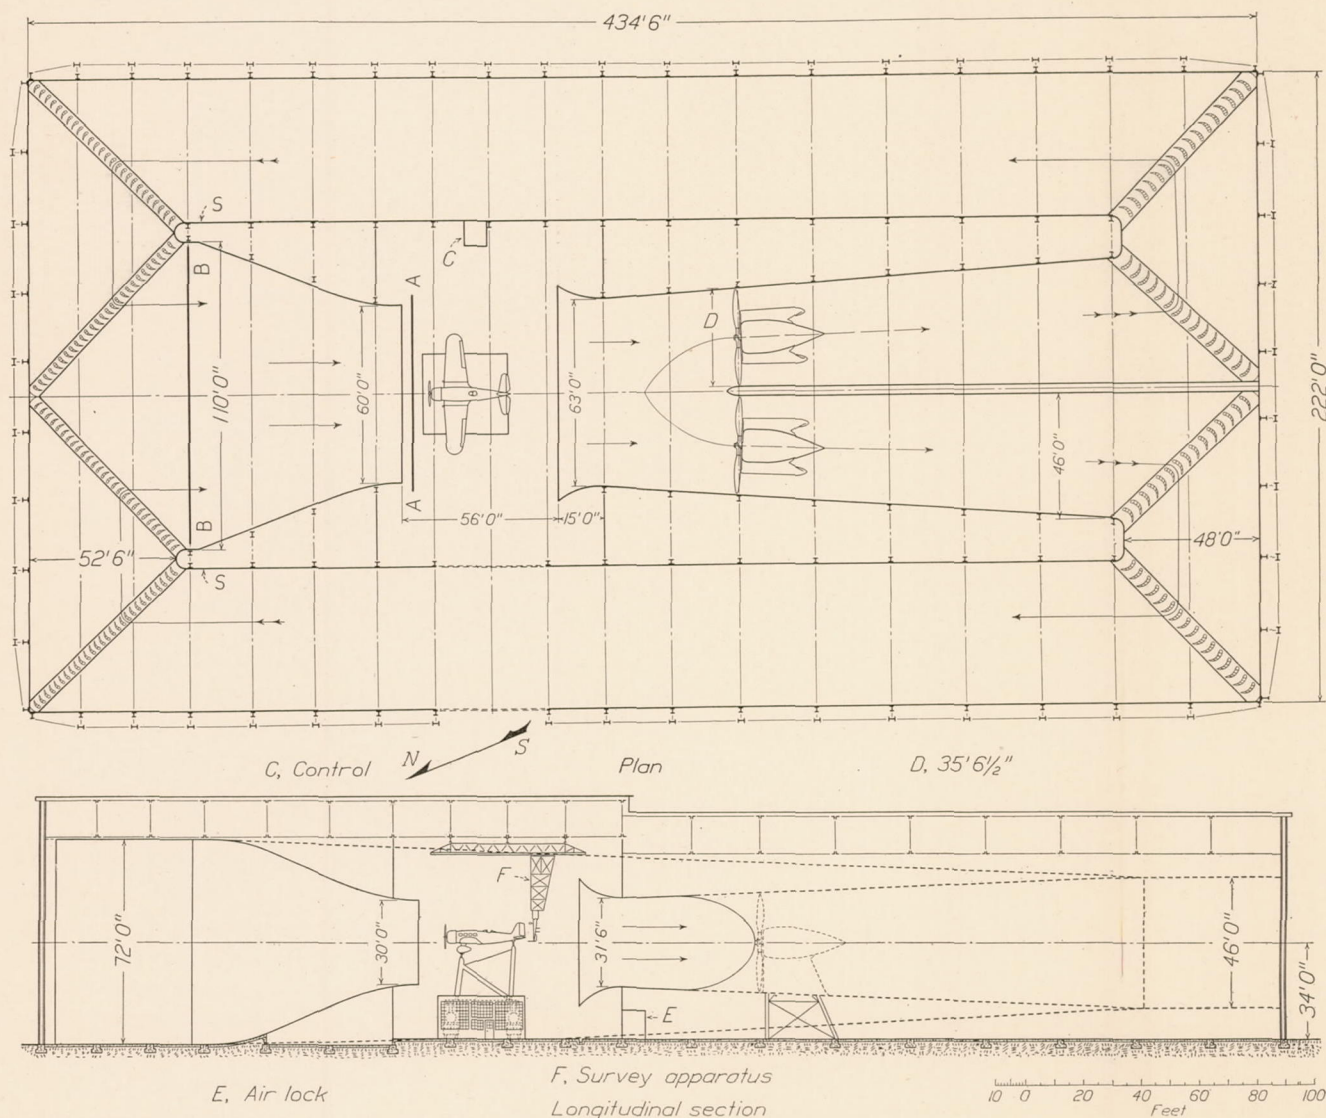 434'6"
S
C
A
B
D
110'0"
60'0"
63'0"
222'0"
46'0"
B
A
56'0"
15'0"
52'6"
48'0"
S
N
S
C, Control
Plan
D, 35'6½"
F
72'0"
30'0"
31'6"
46'0"
34'0"
E
E, Air lock
F, Survey apparatus
Longitudinal section
10 0 20 40 60 80 100
Feet